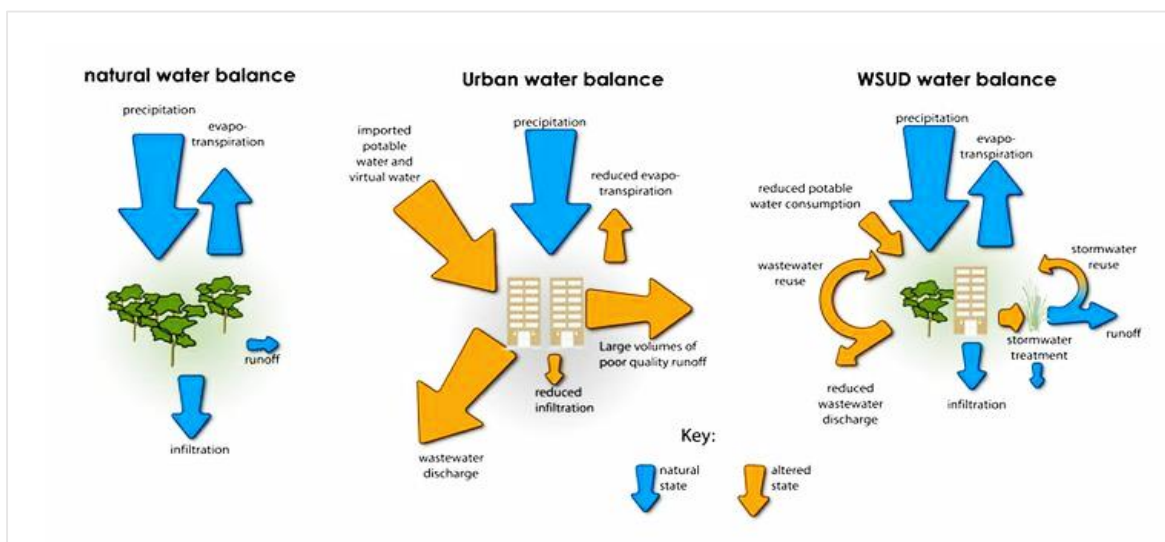 natural water balance
precipitation
evapo-
transpiration
runoff
infiltration
Urban water balance
imported
potable
water and
virtual water
precipitation
reduced evapo-
transpiration
Large volumes of
poor quality runoff
reduced
infiltration
wastewater
discharge
WSUD water balance
precipitation
evapo-
transpiration
reduced potable
water consumption
wastewater
reuse
stormwater
reuse
runoff
stormwater
treatment
infiltration
reduced
wastewater
discharge
Key:
natural
state
altered
state